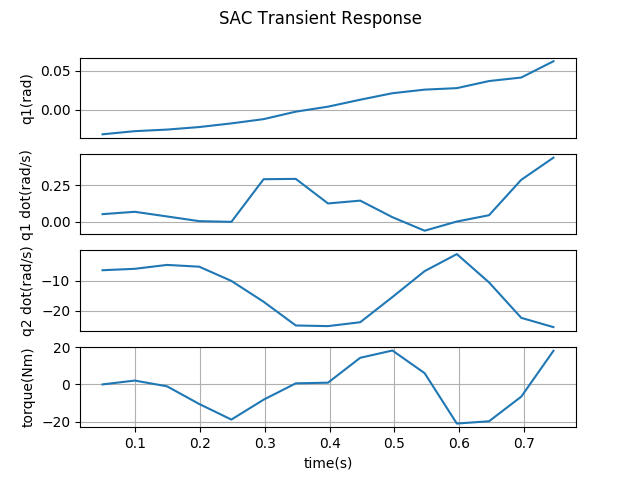 SAC Transient Response
q1(rad)
0.05
0.00
q1 dot(rad/s)
0.25
0.00
q2 dot(rad/s)
−10
−20
torque(Nm)
20
0
−20
0.1 0.2 0.3 0.4 0.5 0.6 0.7
time(s)